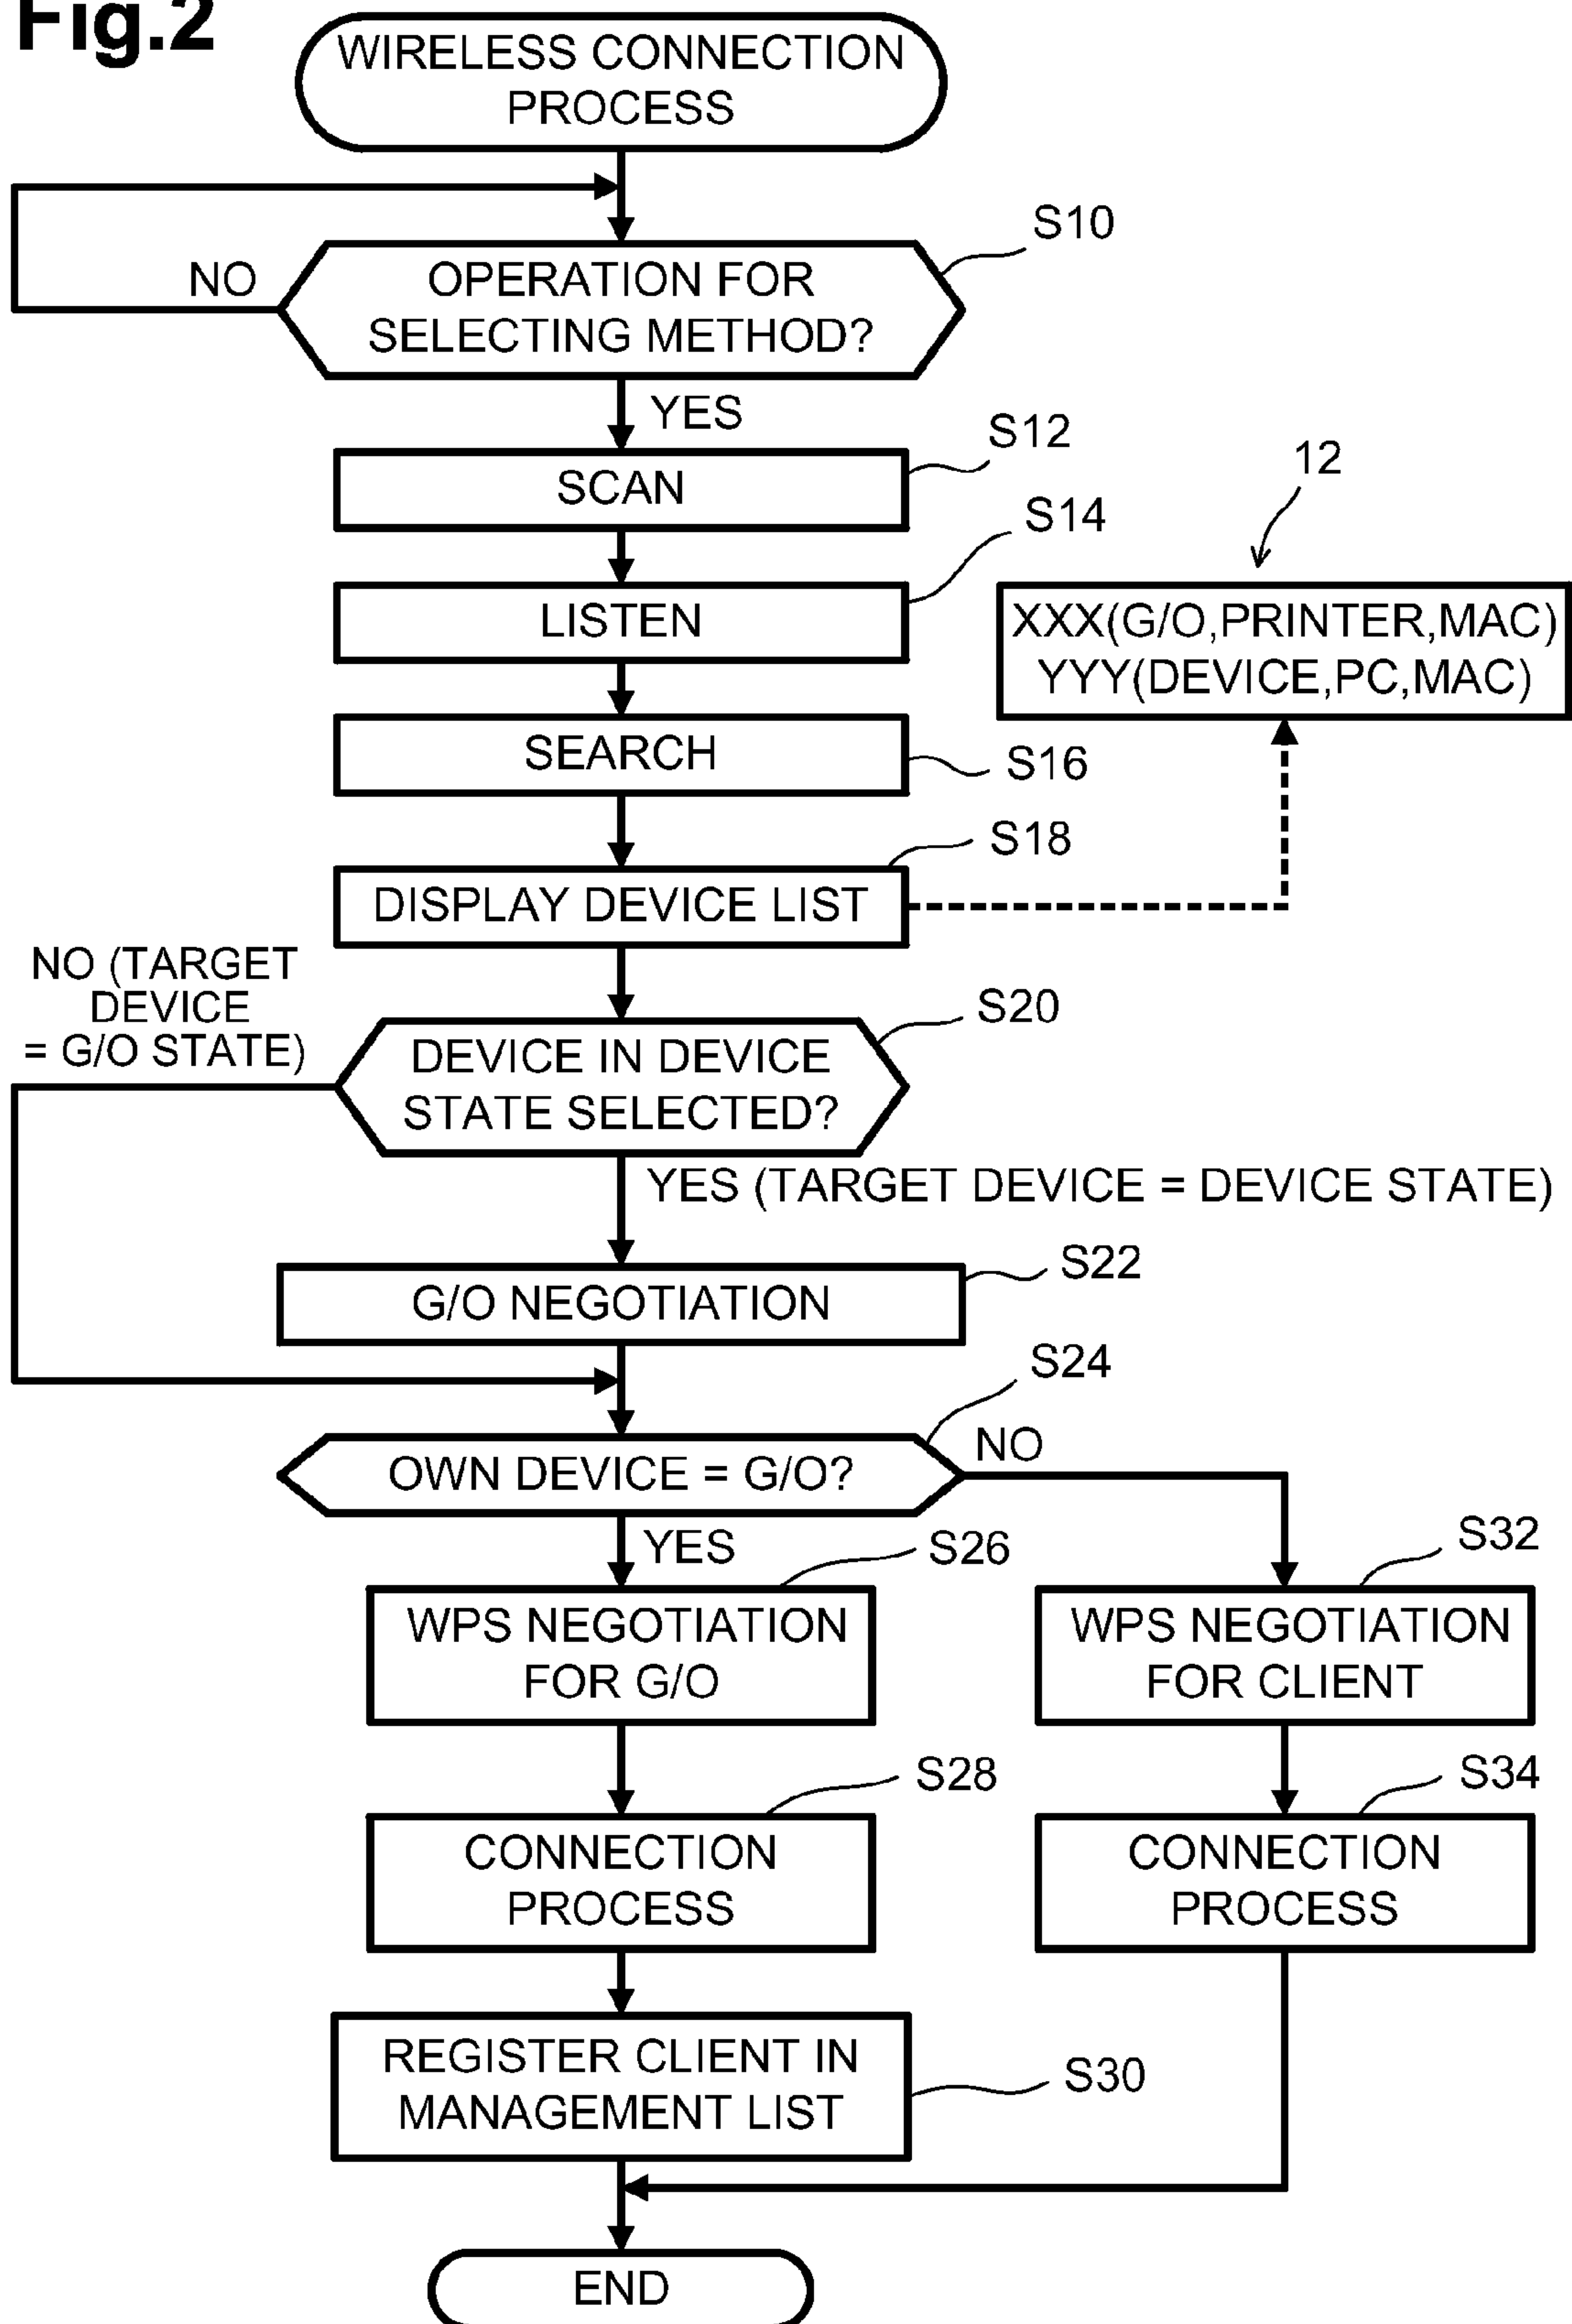 Fig.2
WIRELESS CONNECTION
PROCESS
S10
NO
OPERATION FOR
SELECTING METHOD?
YES
S12
SCAN
12
S14
LISTEN
XXX(G/O,PRINTER,MAC)
YYY(DEVICE,PC,MAC)
SEARCH
S16
S18
DISPLAY DEVICE LIST
NO (TARGET
DEVICE
= G/O STATE)
S20
DEVICE IN DEVICE
STATE SELECTED?
YES (TARGET DEVICE = DEVICE STATE)
S22
G/O NEGOTIATION
S24
OWN DEVICE = G/O?
NO
YES
S26
S32
WPS NEGOTIATION
FOR G/O
WPS NEGOTIATION
FOR CLIENT
S28
S34
CONNECTION
PROCESS
CONNECTION
PROCESS
REGISTER CLIENT IN
MANAGEMENT LIST
S30
END